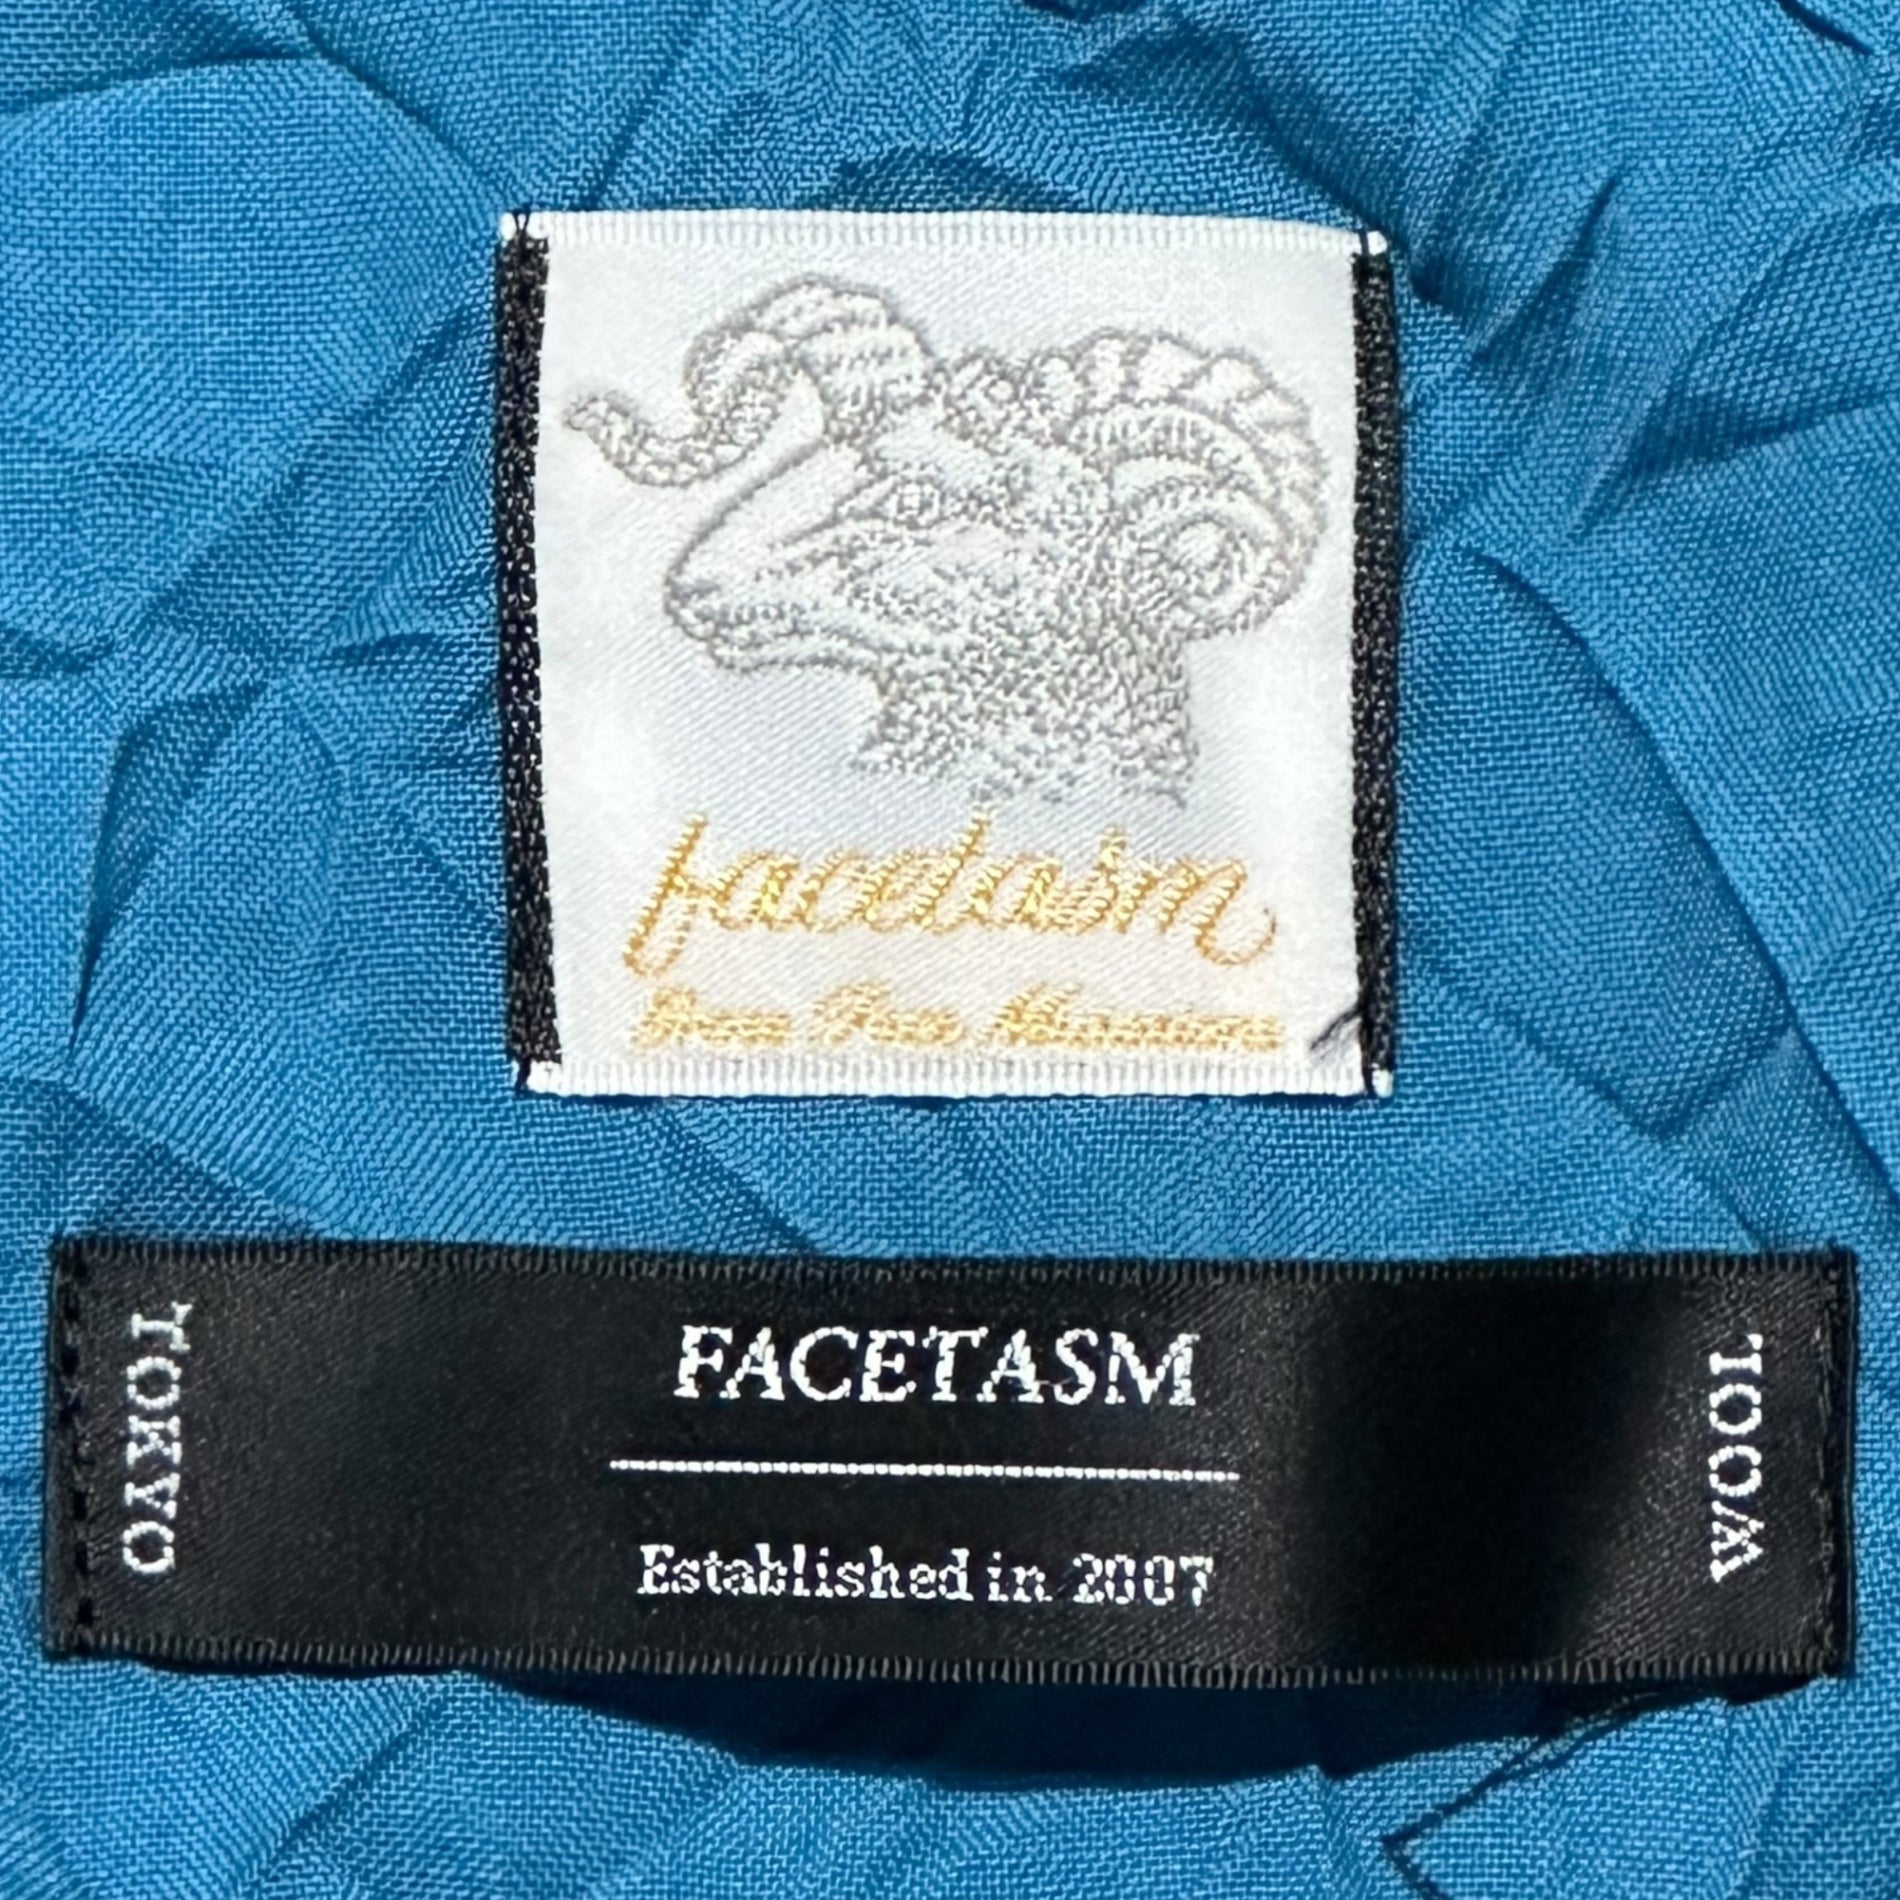 facetasm
TOKYO
FACETASM
Established in 2007
WOOL